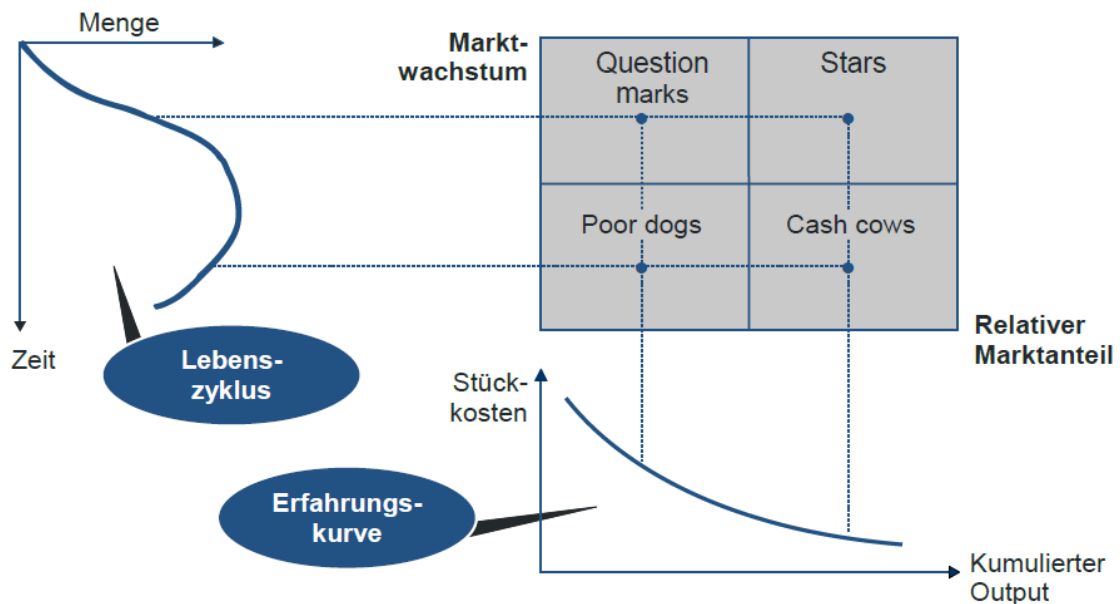 Menge
Markt-
wachstum
Question
marks
Stars
Poor dogs
Cash cows
Relativer
Marktanteil
Zeit
Lebens-
zyklus
Stück-
kosten
Erfahrungs-
kurve
Kumulierter
Output